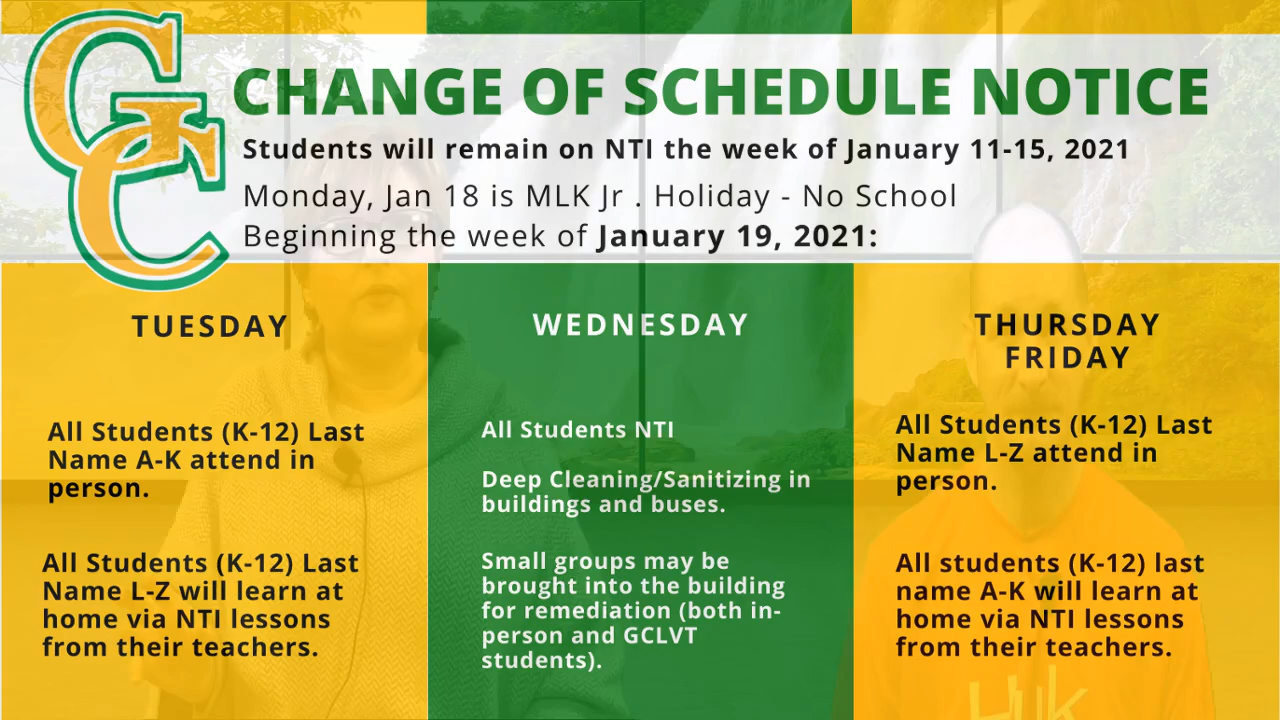 GC
CHANGE OF SCHEDULE NOTICE
Students will remain on NTI the week of January 11-15, 2021
Monday, Jan 18 is MLK Jr . Holiday - No School
Beginning the week of January 19, 2021:
TUESDAY
All Students (K-12) Last
Name A-K attend in
person.
All Students (K-12) Last
Name L-Z will learn at
home via NTI lessons
from their teachers.
WEDNESDAY
All Students NTI
Deep Cleaning/Sanitizing in
buildings and buses.
Small groups may be
brought into the building
for remediation (both in-
person and GCLVT
students).
THURSDAY
FRIDAY
All Students (K-12) Last
Name L-Z attend in
person.
All students (K-12) last
name A-K will learn at
home via NTI lessons
from their teachers.
Huk